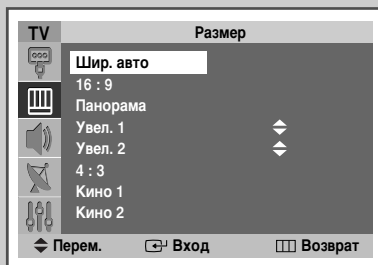 TV Размер
Шир. авто
16 : 9
Панорама
Увел. 1
Увел. 2
4 : 3
Кино 1
Кино 2
Перем. Вход Возврат